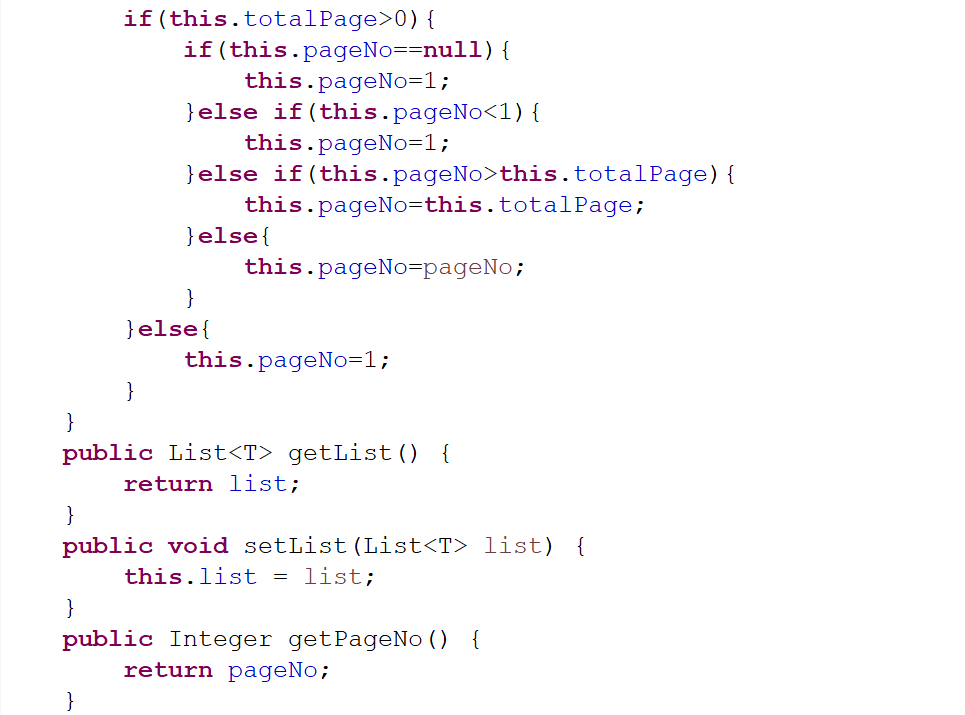 if(this.totalPage>0){
if(this.pageNo==null){
this.pageNo=1;
}else if(this.pageNo<1){
this.pageNo=1;
}else if(this.pageNo>this.totalPage){
this.pageNo=this.totalPage;
}else{
this.pageNo=pageNo;
}
}else{
this.pageNo=1;
}
}
public List<T> getList() {
return list;
}
public void setList(List<T> list) {
this.list = list;
}
public Integer getPageNo() {
return pageNo;
}